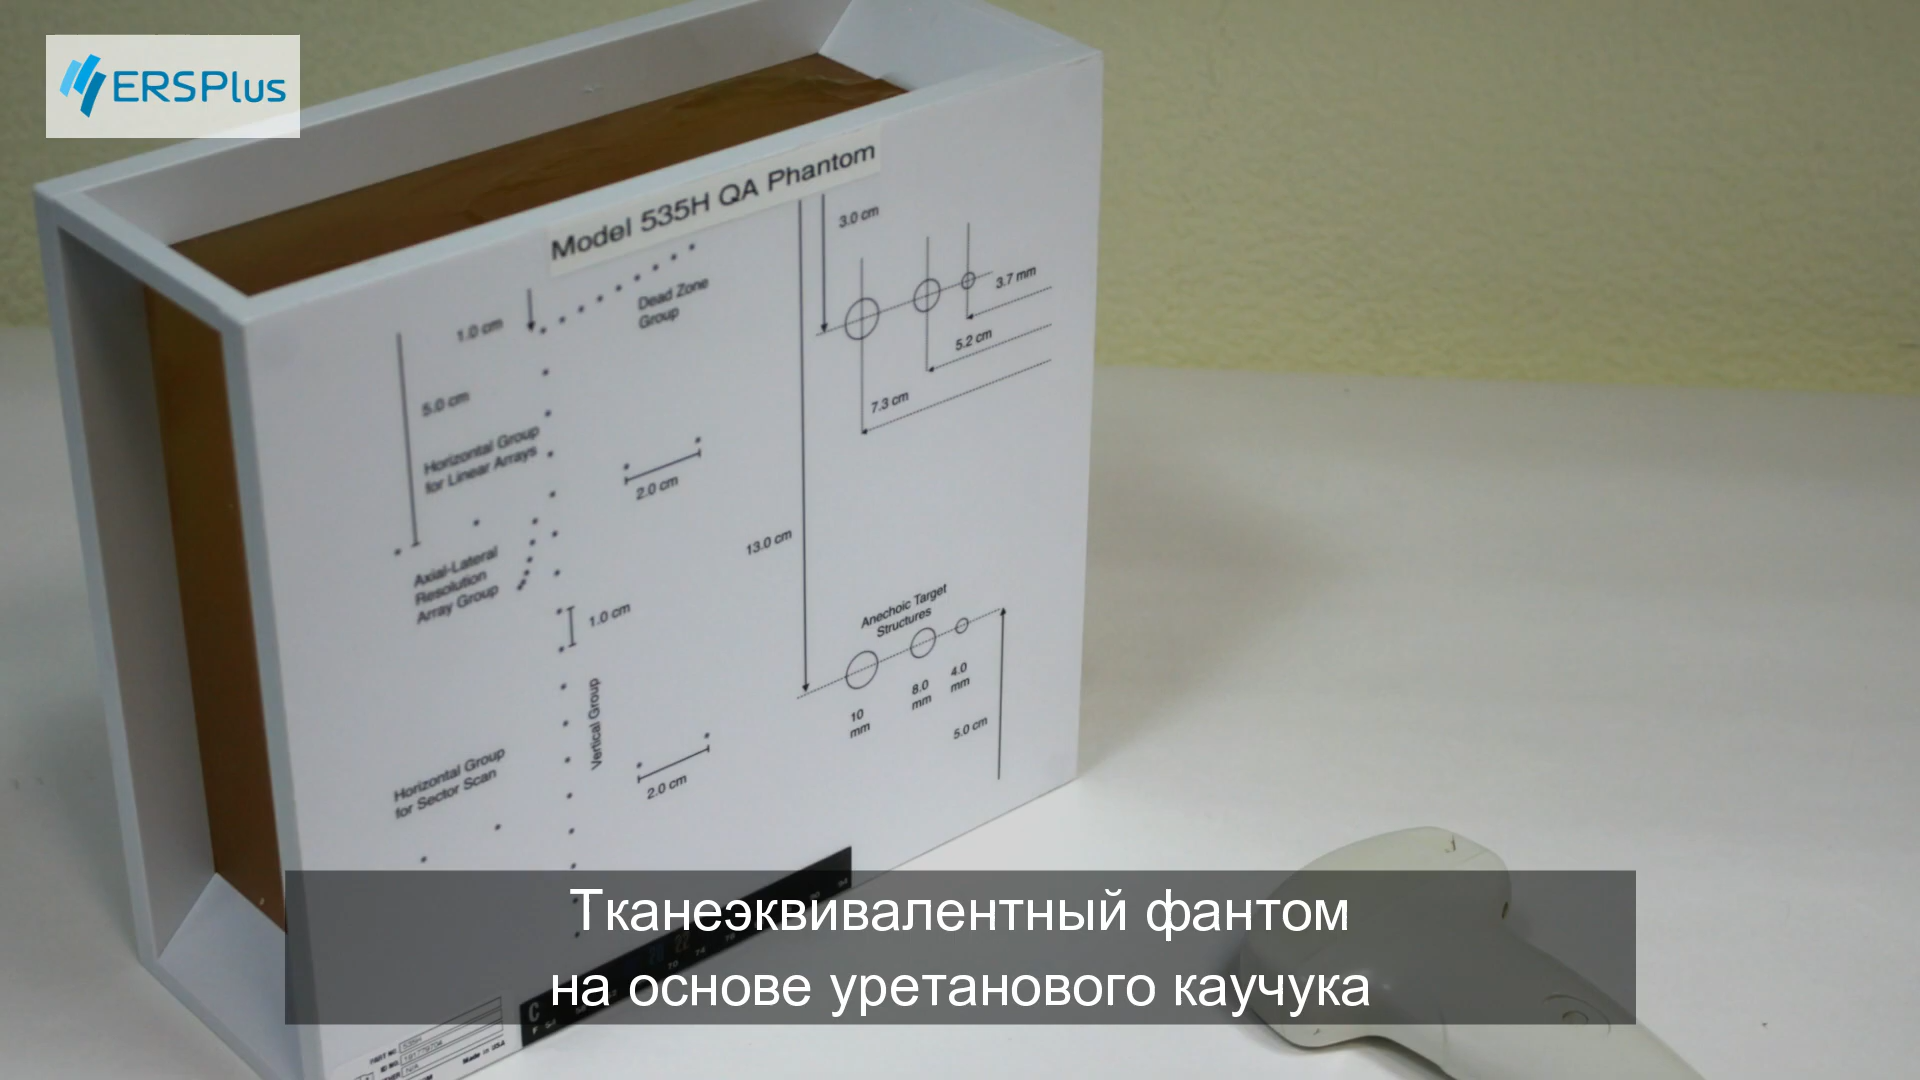 ERSPlus
Model 535H QA Phantom
3.0 cm
3.7 mm
5.2 cm
7.3 cm
Dead Zone
Group
1.0 cm
5.0 cm
Horizontal Group
for Linear Arrays
2.0 cm
13.0 cm
Axial-Lateral
Resolution
Array Group
1.0 cm
Anechoic Target
Structures
10
mm
8.0
mm
4.0
mm
5.0 cm
Vertical Group
Horizontal Group
for Sector Scan
2.0 cm
Тканеэквивалентный фантом
на основе уретанового каучука
C
F
70 74
Made in USA
535H